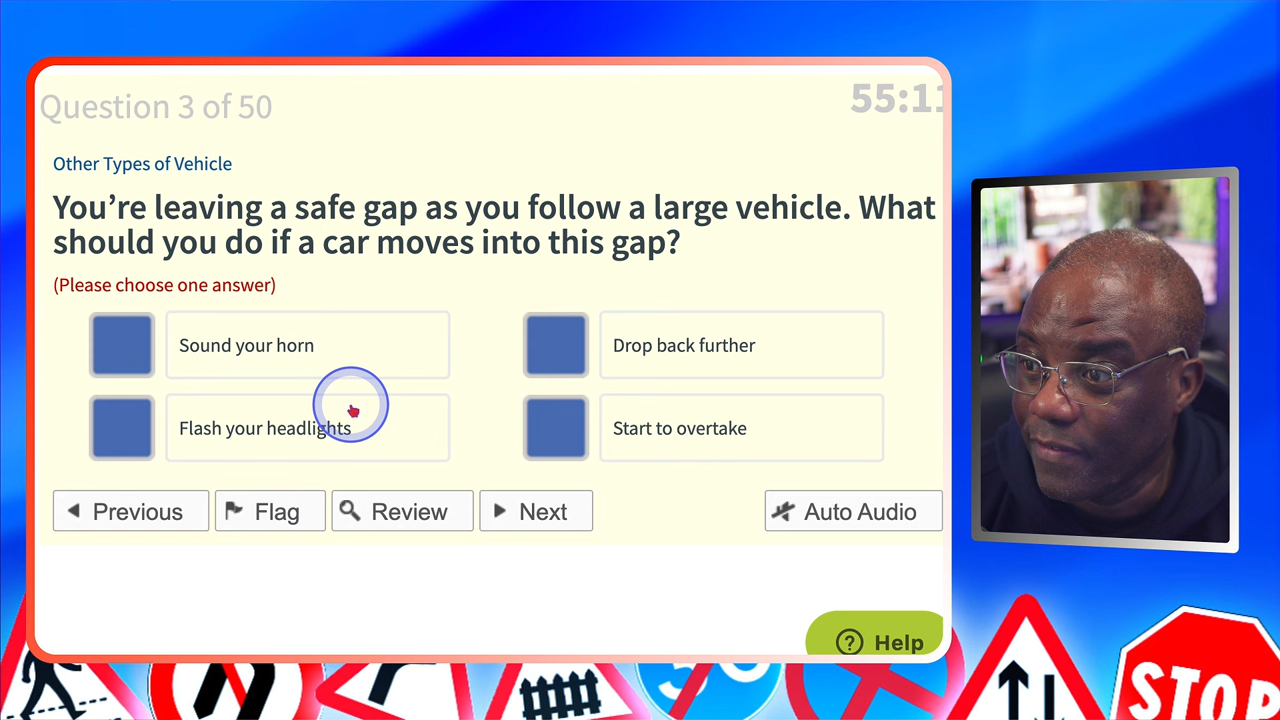 Question 3 of 50
55:11
Other Types of Vehicle
You’re leaving a safe gap as you follow a large vehicle. What
should you do if a car moves into this gap?
(Please choose one answer)
Sound your horn
Drop back further
Flash your headlights
Start to overtake
Previous
Flag
Review
Next
Auto Audio
? Help
STOP